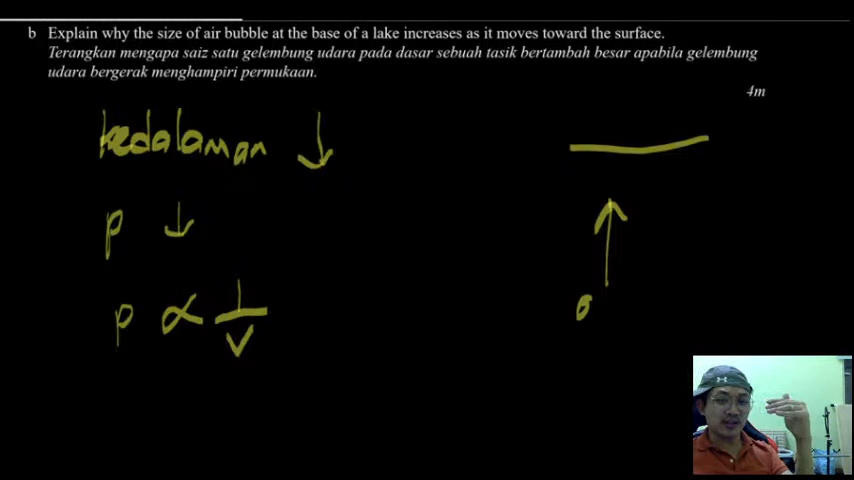 b Explain why the size of air bubble at the base of a lake increases as it moves toward the surface.
Terangkan mengapa saiz satu gelembung udara pada dasar sebuah tasik bertambah besar apabila gelembung
udara bergerak menghampiri permukaan.
4m
kedalaman ↓
p ↓
p ∝ 1/V